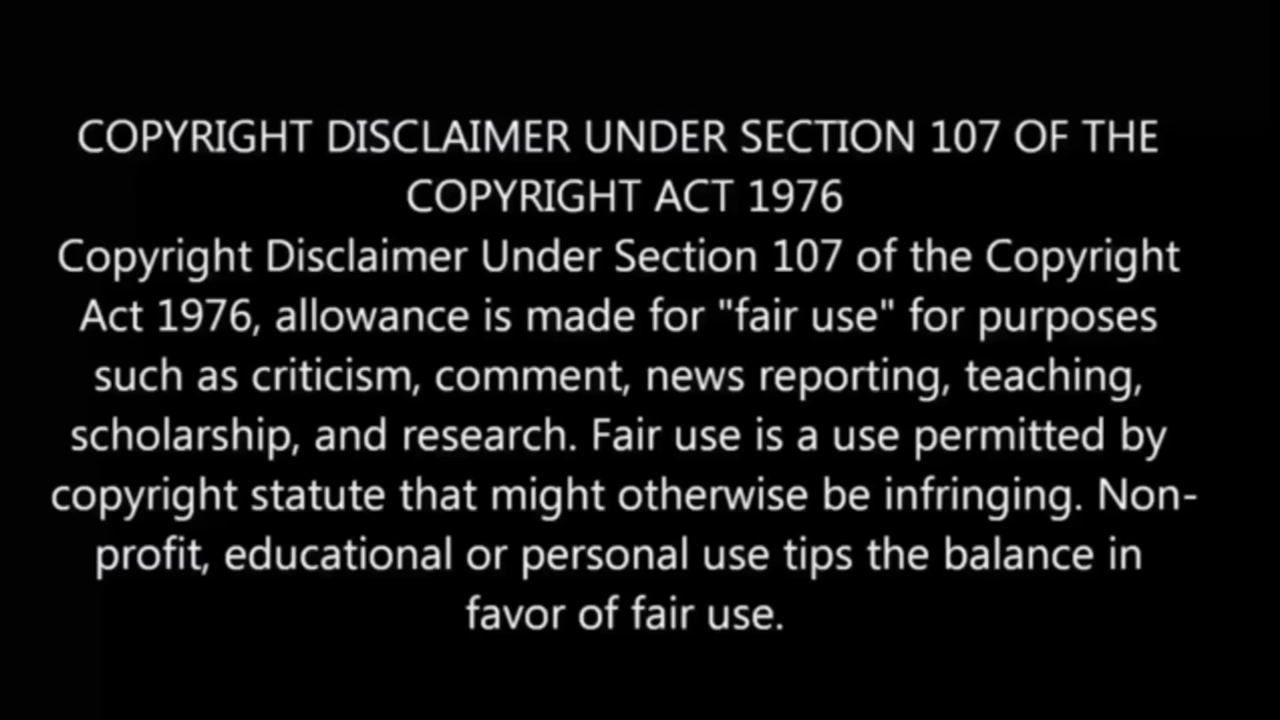 COPYRIGHT DISCLAIMER UNDER SECTION 107 OF THE
COPYRIGHT ACT 1976
Copyright Disclaimer Under Section 107 of the Copyright
Act 1976, allowance is made for "fair use" for purposes
such as criticism, comment, news reporting, teaching,
scholarship, and research. Fair use is a use permitted by
copyright statute that might otherwise be infringing. Non-
profit, educational or personal use tips the balance in
favor of fair use.